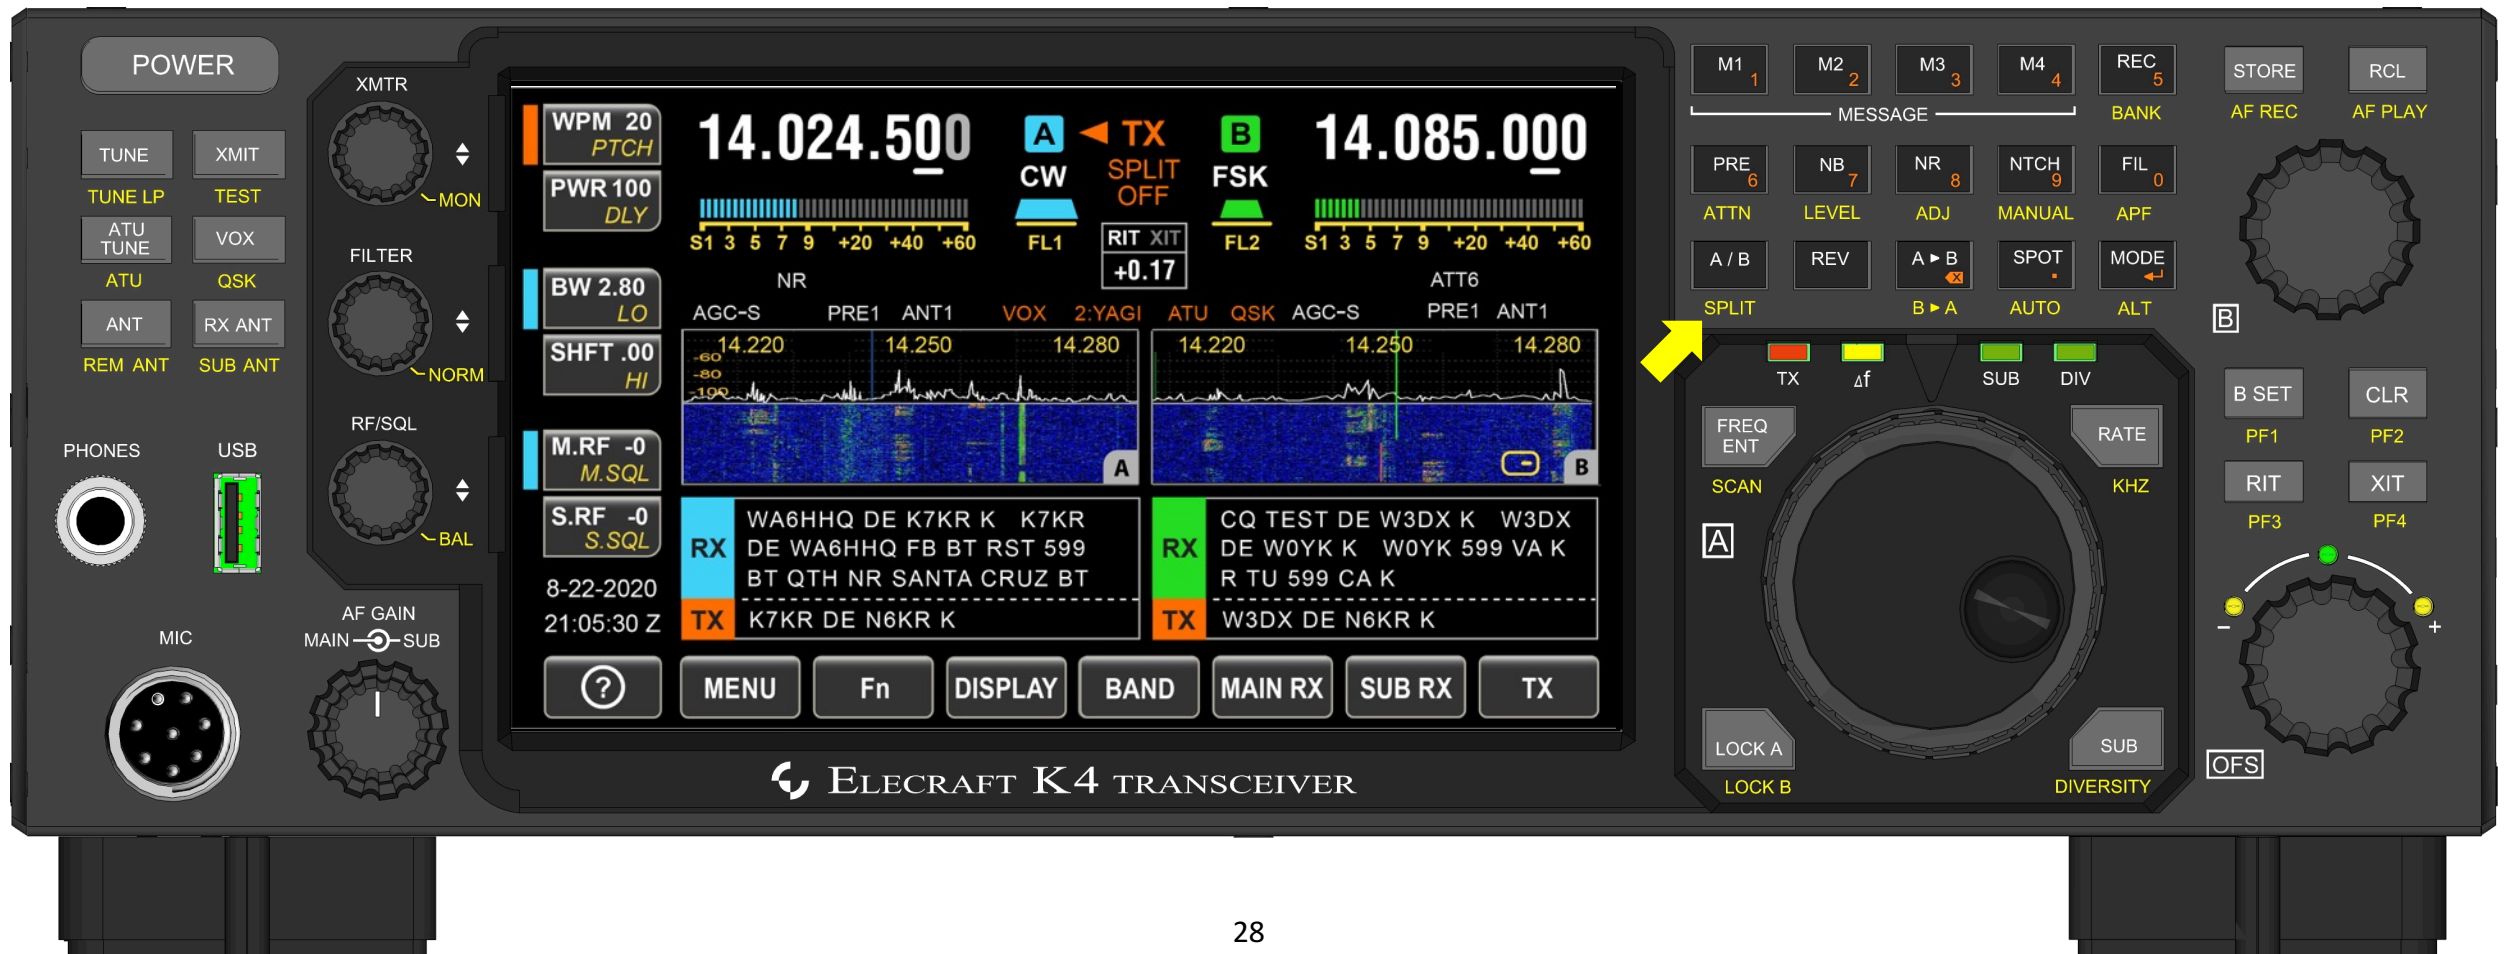 POWER
TUNE XMIT
TUNE LP TEST
ATU TUNE VOX
ATU QSK
ANT RX ANT
REM ANT SUB ANT
PHONES USB
MIC
XMTR
MON
FILTER
NORM
RF/SQL
BAL
AF GAIN
MAIN SUB
WPM 20
PTCH
PWR 100
DLY
BW 2.80
LO
SHFT .00
HI
M.RF -0
M.SQL
S.RF -0
S.SQL
8-22-2020
21:05:30 Z
14.024.500 A TX B 14.085.000
CW SPLIT OFF FSK
S1 3 5 7 9 +20 +40 +60 FL1 RIT XIT FL2 S1 3 5 7 9 +20 +40 +60
+0.17
NR ATT6
AGC-S PRE1 ANT1 VOX 2:YAGI ATU QSK AGC-S PRE1 ANT1
14.220 14.250 14.280 14.220 14.250 14.280
-60
-80
-100
A B
RX
WA6HHQ DE K7KR K K7KR
DE WA6HHQ FB BT RST 599
BT QTH NR SANTA CRUZ BT
TX K7KR DE N6KR K
RX
CQ TEST DE W3DX K W3DX
DE W0YK K W0YK 599 VA K
R TU 599 CA K
TX W3DX DE N6KR K
? MENU Fn DISPLAY BAND MAIN RX SUB RX TX
ELECRAFT K4 TRANSCEIVER
M1 1 M2 2 M3 3 M4 4 REC 5
MESSAGE BANK
PRE 6 NB 7 NR 8 NTCH 9 FIL 0
ATTN LEVEL ADJ MANUAL APF
A / B REV A ▸ B SPOT . MODE
SPLIT B ▸ A AUTO ALT
TX Δf SUB DIV
FREQ ENT RATE
SCAN KHZ
A
LOCK A SUB
LOCK B DIVERSITY
STORE RCL
AF REC AF PLAY
B
B SET CLR
PF1 PF2
RIT XIT
PF3 PF4
- +
OFS
28